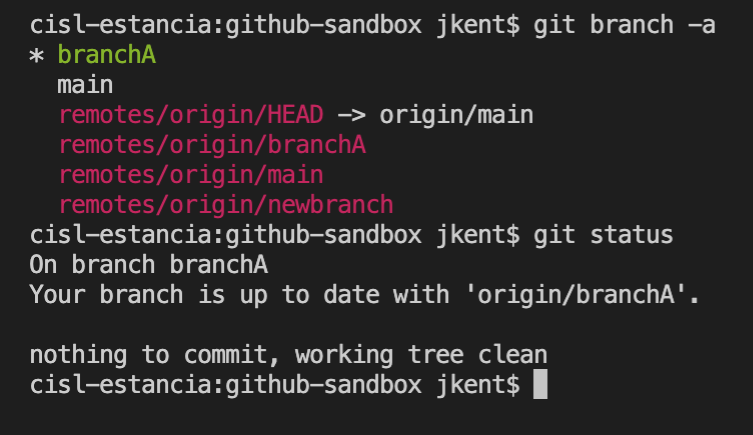 cisl-estancia:github-sandbox jkent$ git branch -a
* branchA
  main
  remotes/origin/HEAD -> origin/main
  remotes/origin/branchA
  remotes/origin/main
  remotes/origin/newbranch
cisl-estancia:github-sandbox jkent$ git status
On branch branchA
Your branch is up to date with 'origin/branchA'.

nothing to commit, working tree clean
cisl-estancia:github-sandbox jkent$